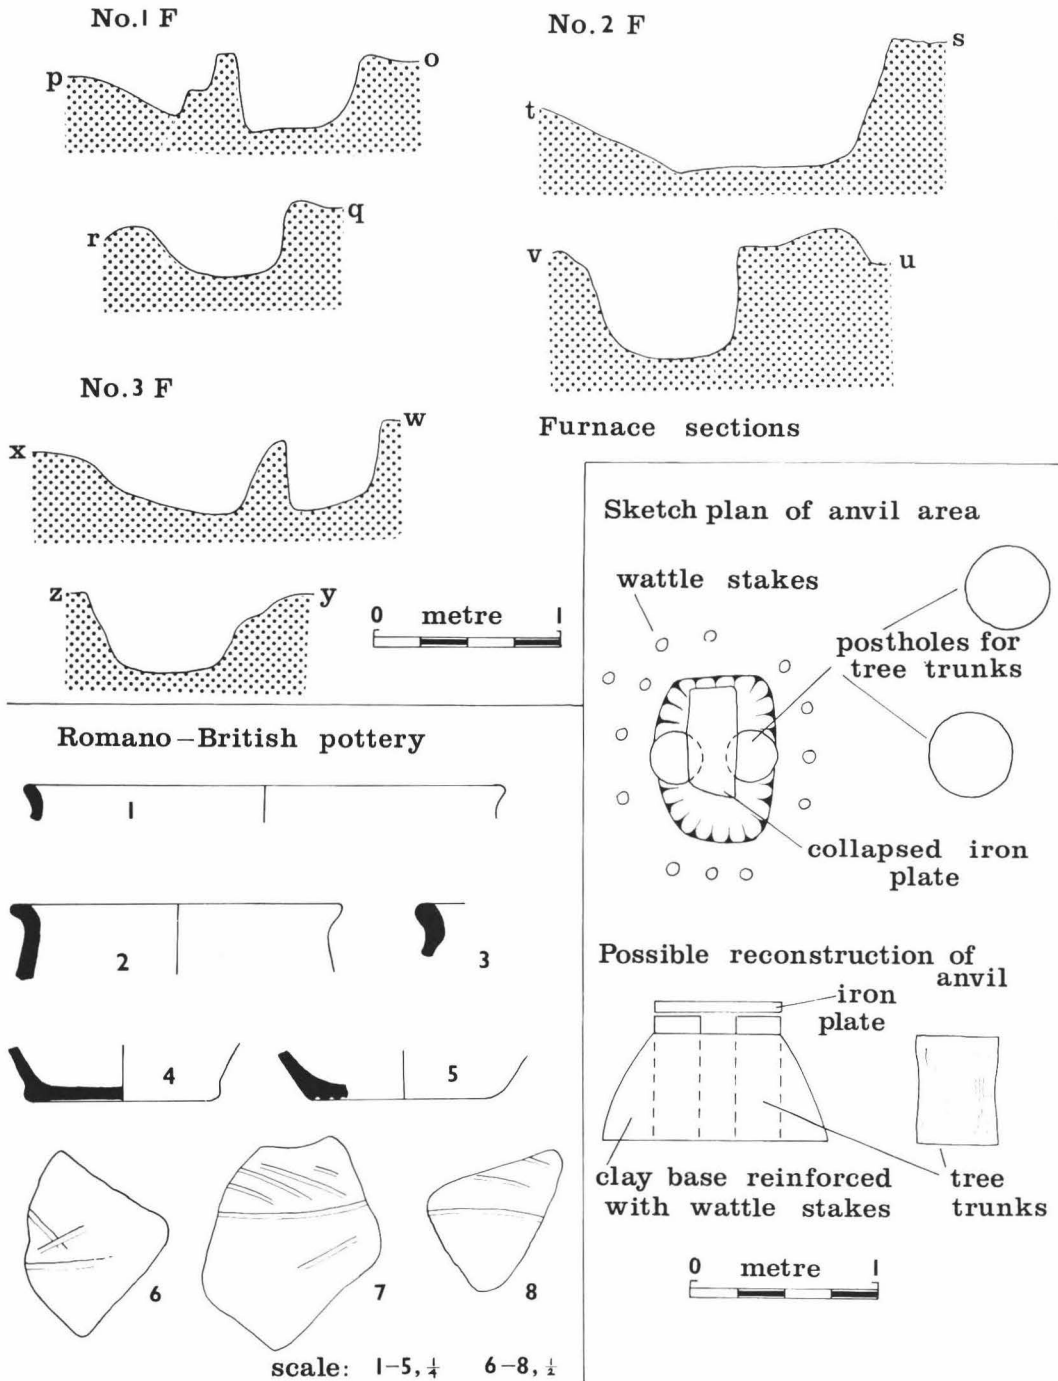 No.1 F
p
o
r
q
No.2 F
s
t
v
u
Furnace sections
No.3 F
x
w
z
y
0 metre 1
Romano-British pottery
1
2
3
4
5
6
7
8
scale: 1-5, 1/4 6-8, 1/2
Sketch plan of anvil area
wattle stakes
postholes for
tree trunks
collapsed iron
plate
Possible reconstruction of
anvil
iron
plate
clay base reinforced
with wattle stakes
tree
trunks
0 metre 1